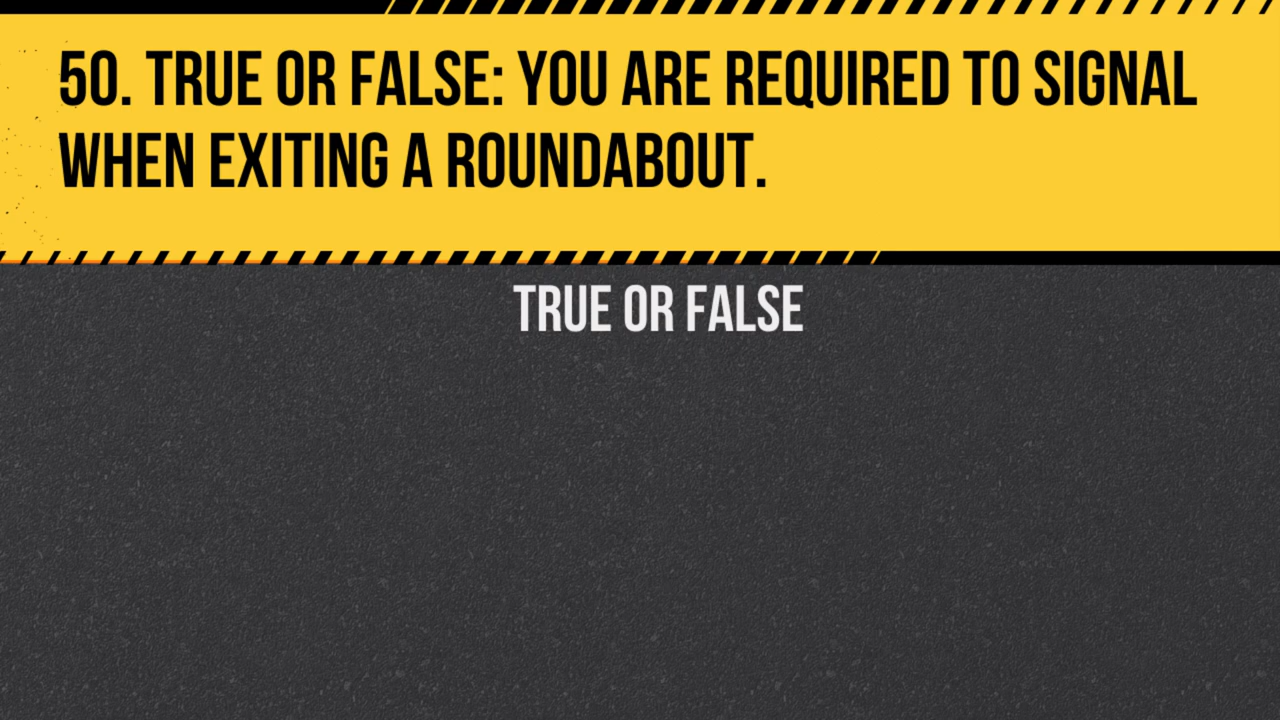 50. TRUE OR FALSE: YOU ARE REQUIRED TO SIGNAL
WHEN EXITING A ROUNDABOUT.
TRUE OR FALSE